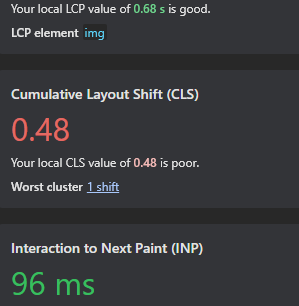 Your local LCP value of 0.68 s is good.
LCP element img
Cumulative Layout Shift (CLS)
0.48
Your local CLS value of 0.48 is poor.
Worst cluster 1 shift
Interaction to Next Paint (INP)
96 ms